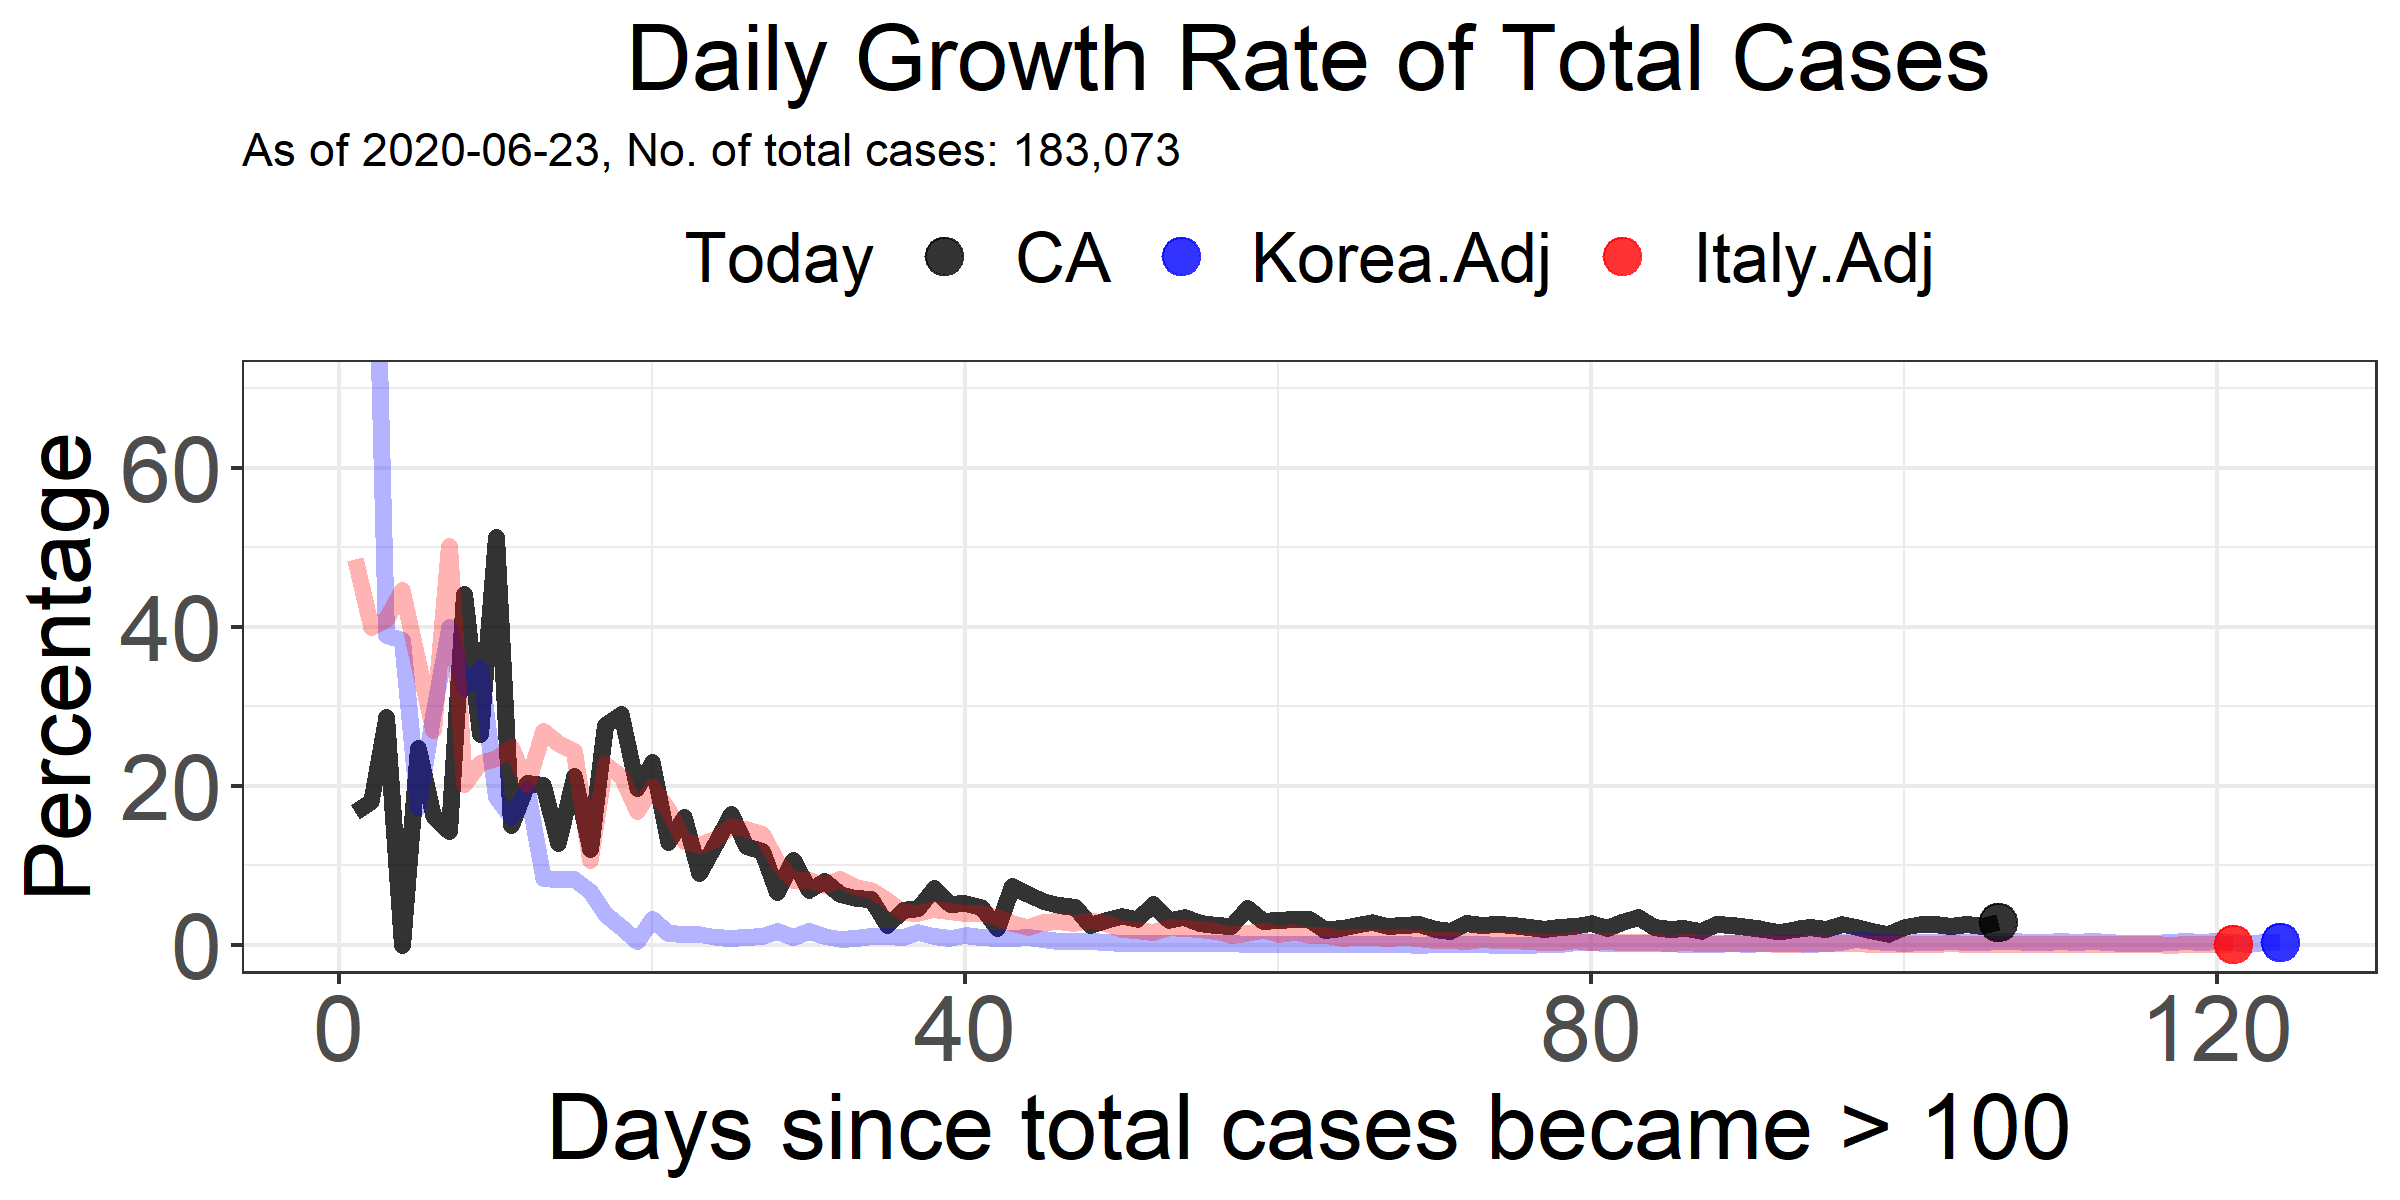 Daily Growth Rate of Total Cases
As of 2020-06-23, No. of total cases: 183,073
Today CA Korea.Adj Italy.Adj
Percentage
60
40
20
0
0 40 80 120
Days since total cases became > 100